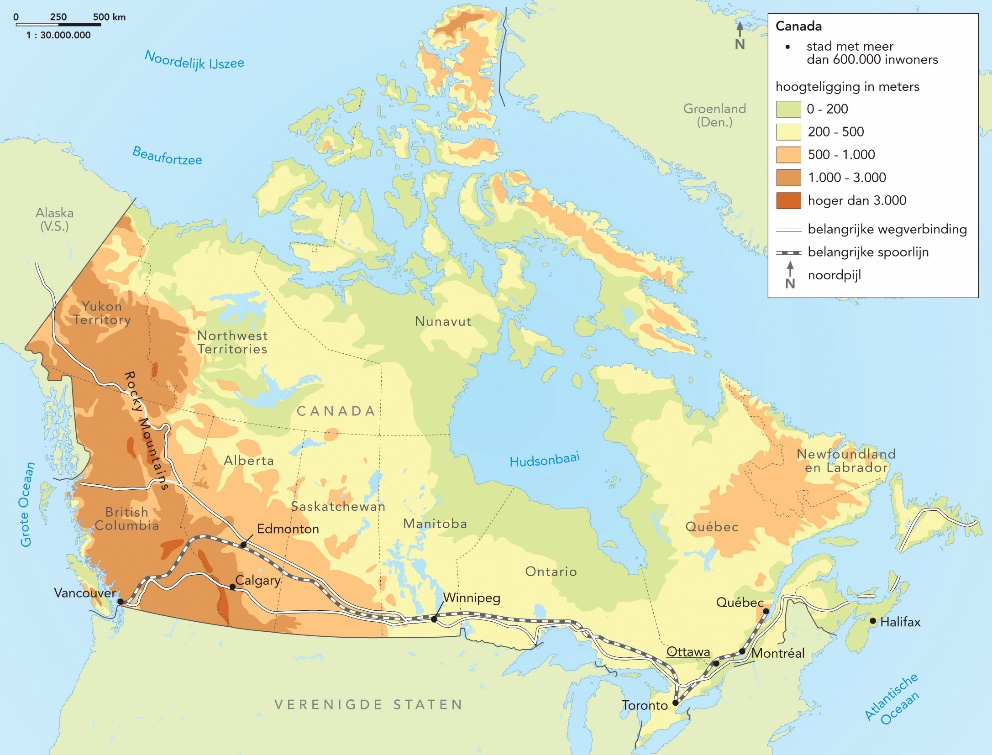 0 250 500 km
1 : 30.000.000
Noordelijk IJszee
Beaufortzee
N
Groenland
(Den.)
Canada
stad met meer
dan 600.000 inwoners
hoogteligging in meters
0 - 200
200 - 500
500 - 1.000
1.000 - 3.000
hoger dan 3.000
belangrijke wegverbinding
belangrijke spoorlijn
noordpijl
N
Alaska
(V.S.)
Yukon
Territory
Northwest
Territories
Nunavut
Rocky Mountains
CANADA
Hudsonbaai
Newfoundland
en Labrador
Grote Oceaan
Alberta
British
Columbia
Saskatchewan
Manitoba
Québec
Edmonton
Ontario
Calgary
Vancouver
Winnipeg
Québec
Halifax
Ottawa
Montréal
Toronto
Atlantische
Oceaan
VERENIGDE STATEN